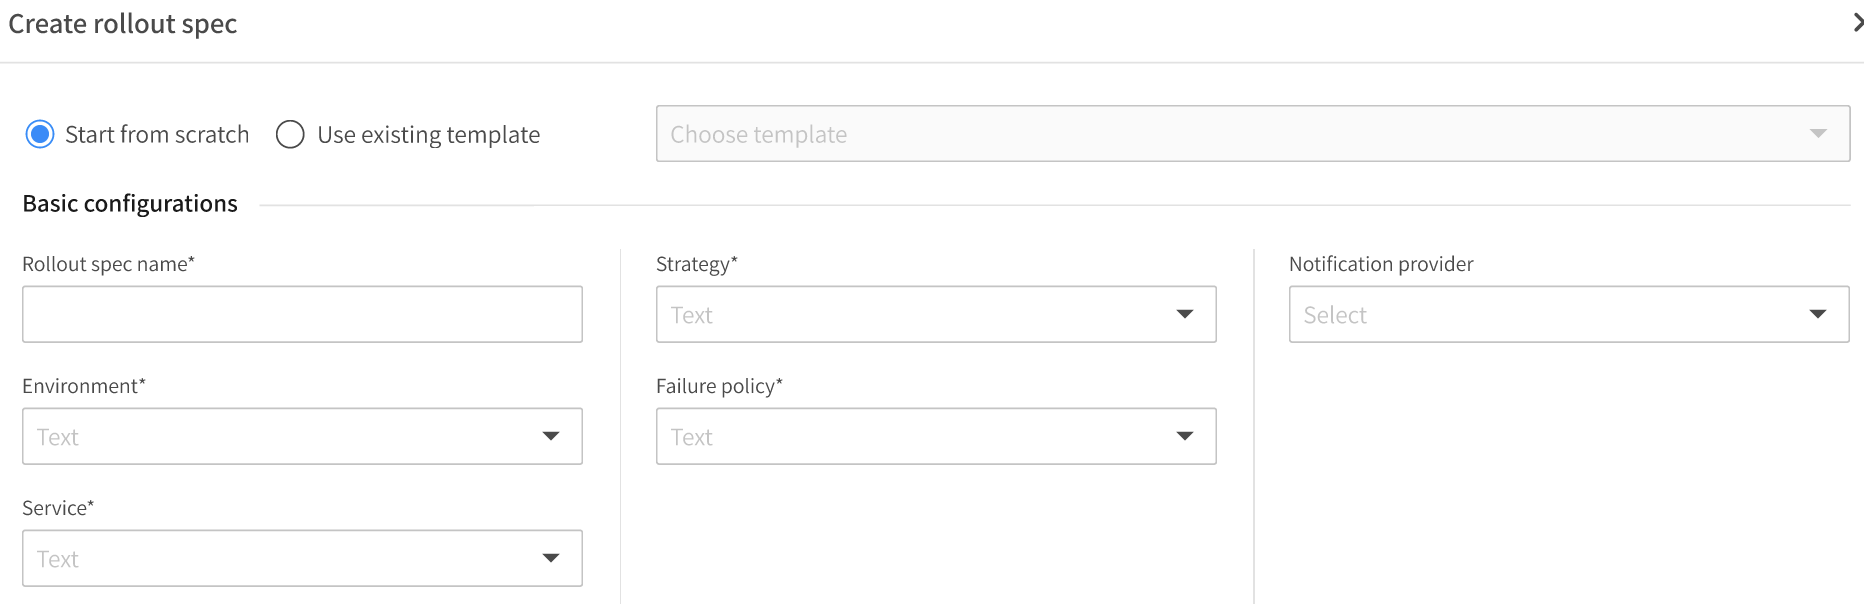 Create rollout spec
Start from scratch
Use existing template
Choose template
Basic configurations
Rollout spec name*
Environment*
Text
Service*
Text
Strategy*
Text
Failure policy*
Text
Notification provider
Select